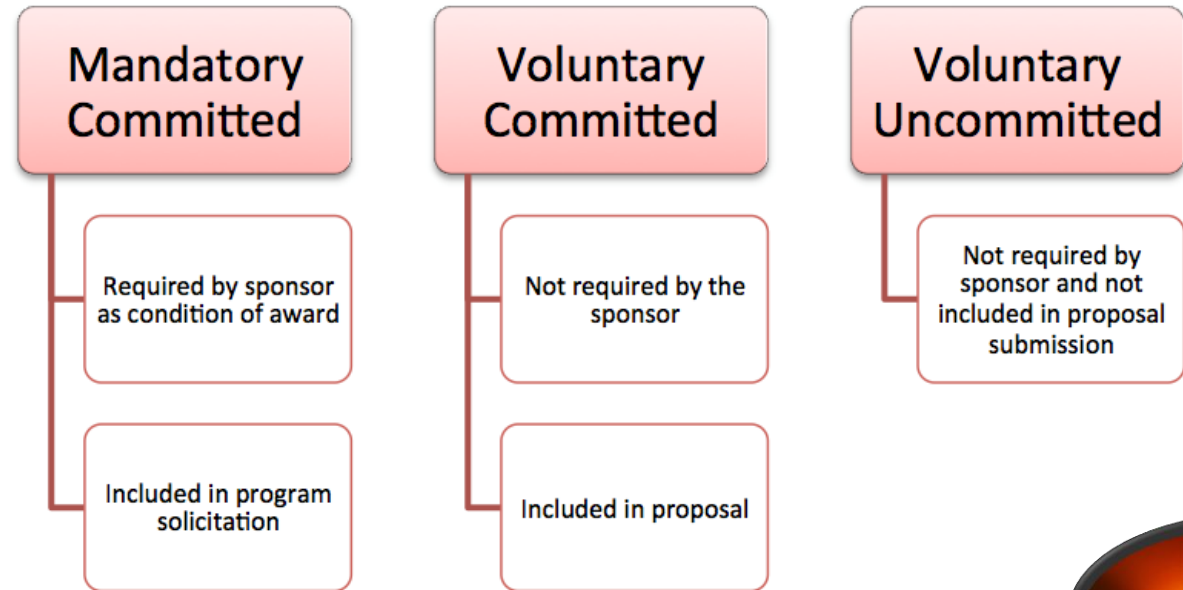 Mandatory
Committed
Required by sponsor
as condition of award
Included in program
solicitation
Voluntary
Committed
Not required by the
sponsor
Included in proposal
Voluntary
Uncommitted
Not required by
sponsor and not
included in proposal
submission